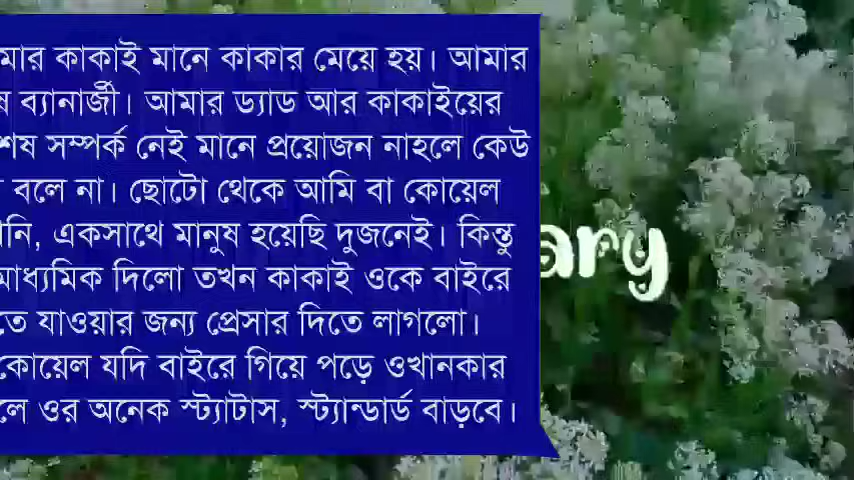 কাকাই মানে কাকার মেয়ে হয়। আমার
ব্যানার্জী। আমার ড্যাড আর কাকাইয়ের
সম্পর্ক নেই মানে প্রয়োজন নাহলে কেউ
বলে না। ছোটো থেকে আমি বা কোয়েল
একসাথে মানুষ হয়েছি দুজনেই। কিন্তু
দিলো তখন কাকাই ওকে বাইরে
যাওয়ার জন্য প্রেসার দিতে লাগলো।
কোয়েল যদি বাইরে গিয়ে পড়ে ওখানকার
ওর অনেক স্ট্যাটাস, স্ট্যান্ডার্ড বাড়বে।